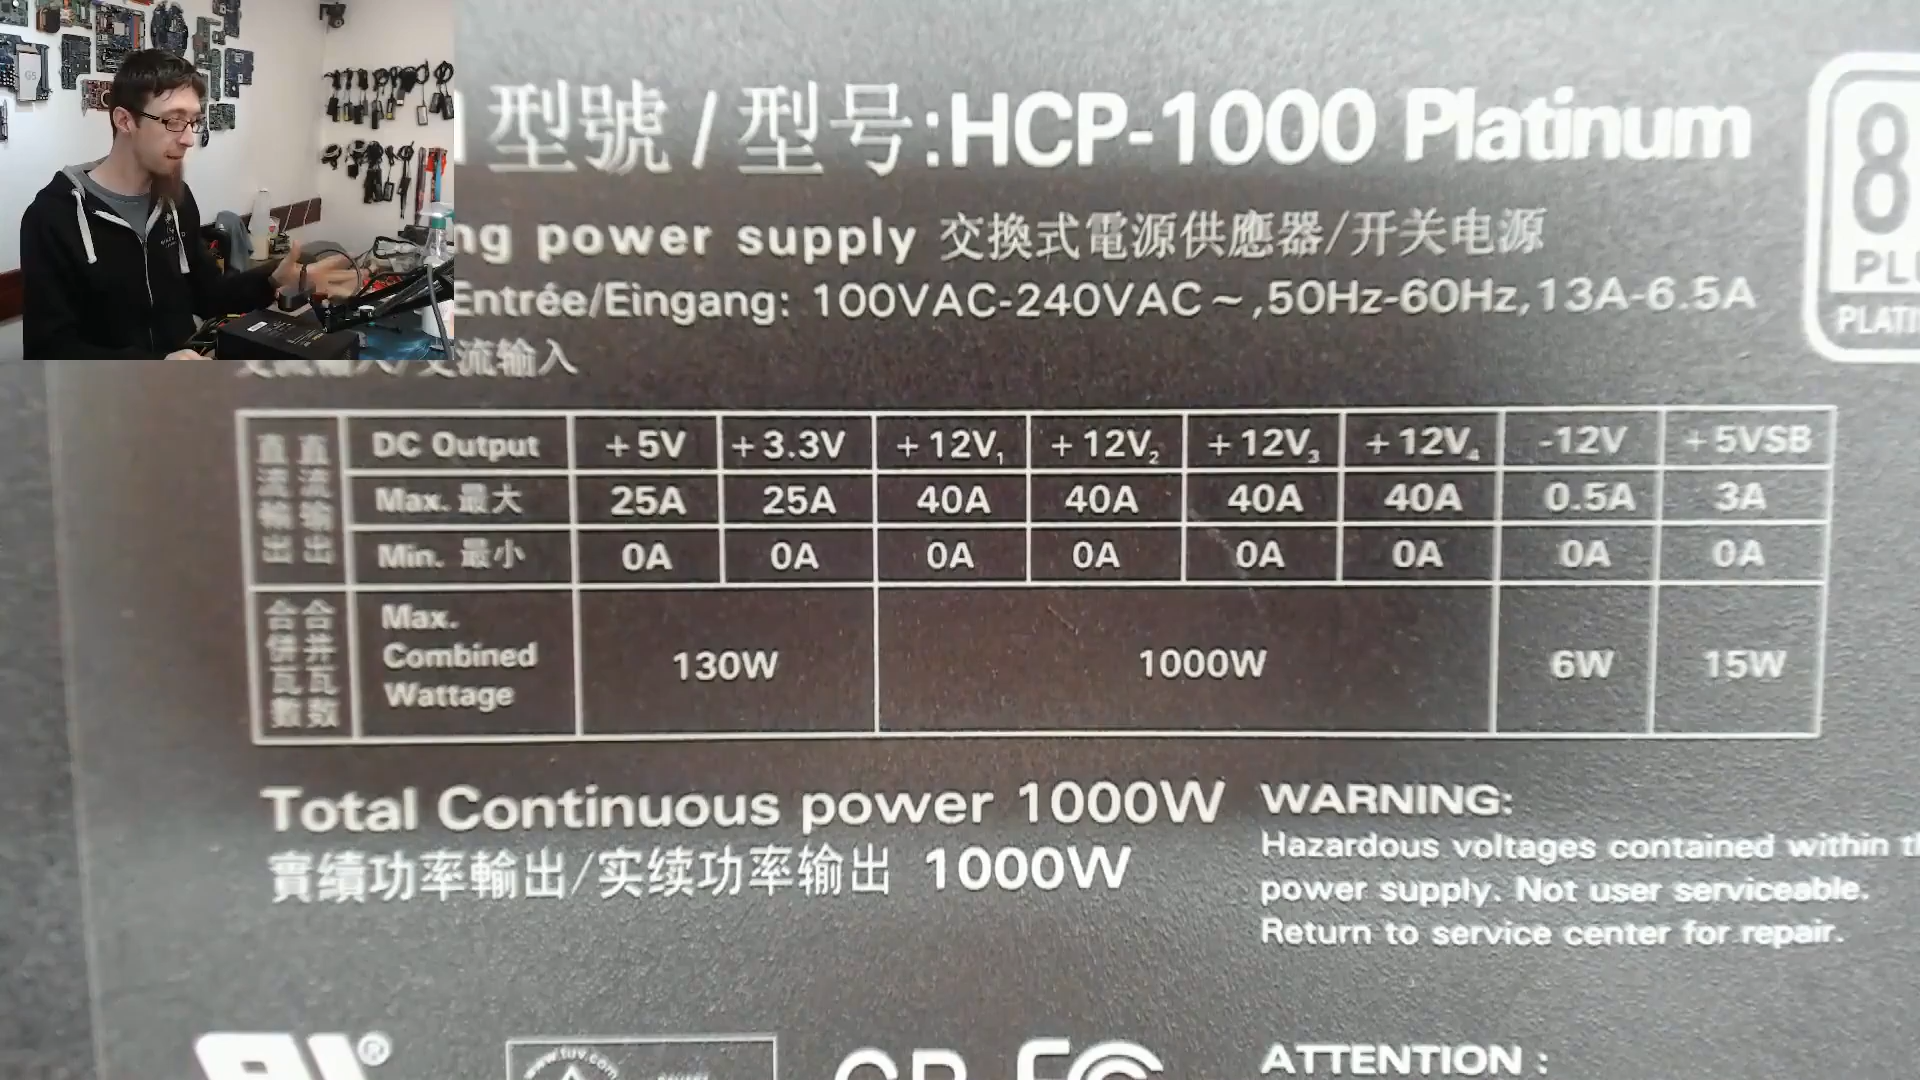 型號/型号:HCP-1000 Platinum
power supply 交換式電源供應器/开关电源
Entrée/Eingang: 100VAC-240VAC~,50Hz-60Hz,13A-6.5A
流输入
直流輸出 直流输出 DC Output +5V +3.3V +12V₁ +12V₂ +12V₃ +12V₄ -12V +5VSB
Max. 最大 25A 25A 40A 40A 40A 40A 0.5A 3A
Min. 最小 0A 0A 0A 0A 0A 0A 0A 0A
合併瓦數 合并瓦数 Max. Combined Wattage 130W 1000W 6W 15W
Total Continuous power 1000W
實績功率輸出/实续功率输出 1000W
WARNING:
Hazardous voltages contained within
power supply. Not user serviceable.
Return to service center for repair.
ATTENTION :
www.tuv.com
8
PLATI
G5